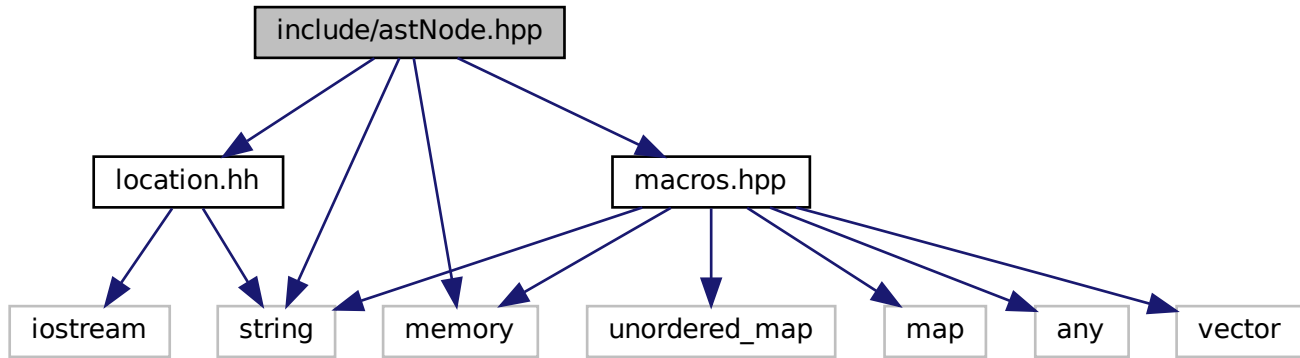 include/astNode.hpp
location.hh
macros.hpp
iostream
string
memory
unordered_map
map
any
vector